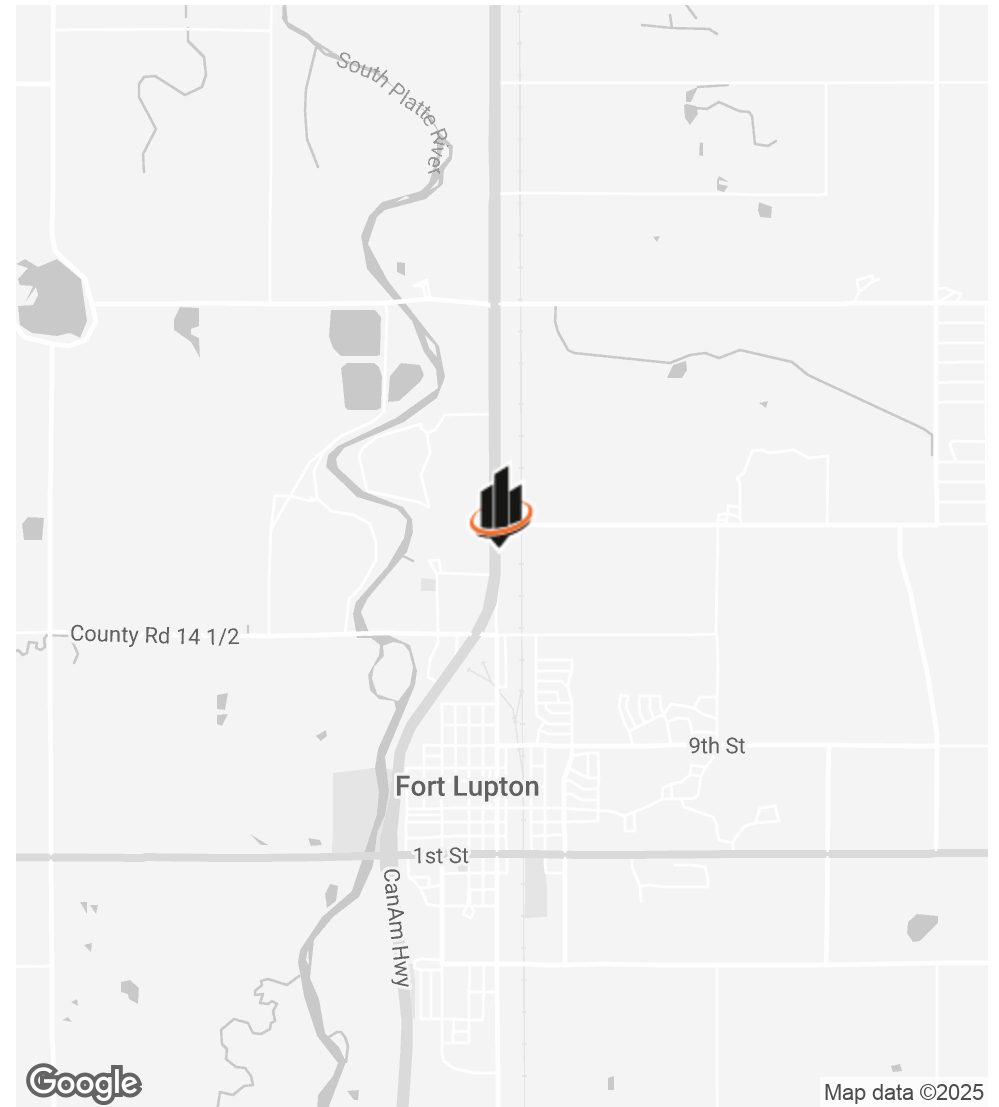 South Platte River
County Rd 14 1/2
9th St
Fort Lupton
1st St
CanAm Hwy
Google
Map data ©2025